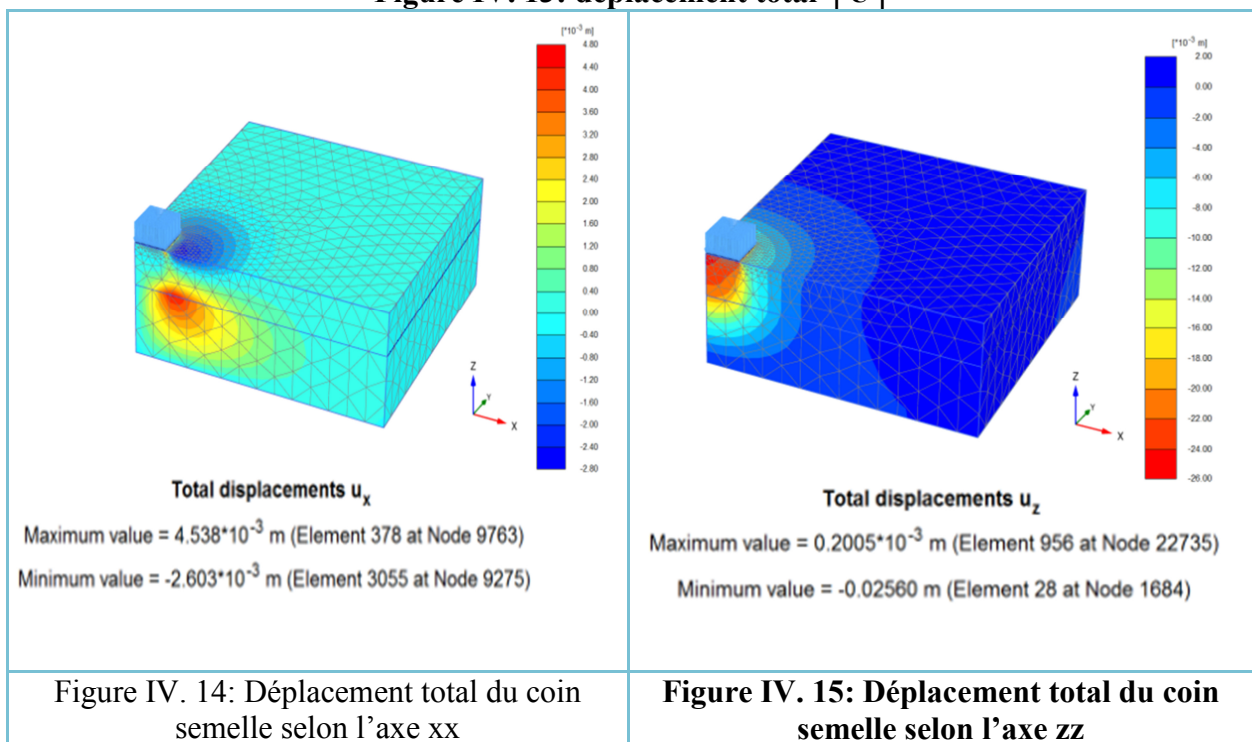 Figure IV. 13: déplacement total |U|
[*10⁻³ m]
4.80
4.40
4.00
3.60
3.20
2.80
2.40
2.00
1.60
1.20
0.80
0.40
0.00
-0.40
-0.80
-1.20
-1.60
-2.00
-2.40
-2.80
Z
Y
X
Total displacements uₓ
Maximum value = 4.538*10⁻³ m (Element 378 at Node 9763)
Minimum value = -2.603*10⁻³ m (Element 3055 at Node 9275)
Figure IV. 14: Déplacement total du coin
semelle selon l’axe xx
[*10⁻³ m]
2.00
0.00
-2.00
-4.00
-6.00
-8.00
-10.00
-12.00
-14.00
-16.00
-18.00
-20.00
-22.00
-24.00
-26.00
Z
Y
X
Total displacements u_z
Maximum value = 0.2005*10⁻³ m (Element 956 at Node 22735)
Minimum value = -0.02560 m (Element 28 at Node 1684)
Figure IV. 15: Déplacement total du coin
semelle selon l’axe zz